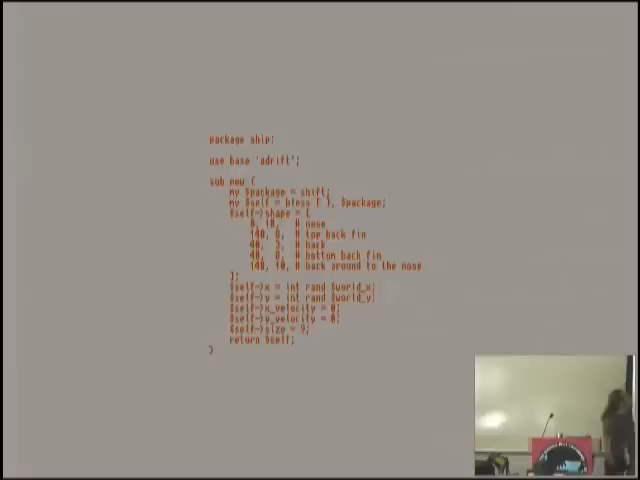 package ship;
use base 'adrift';
sub new {
my $package = shift;
my $self = bless { }, $package;
$self->shape = [
0, 10, # nose
140, 6, # top back fin
40, 3, # back
40, 8, # bottom back fin
140, 10, # back around to the nose
];
$self->x = int rand $world_x;
$self->y = int rand $world_y;
$self->x_velocity = 0;
$self->y_velocity = 0;
$self->size = 9;
return $self;
}